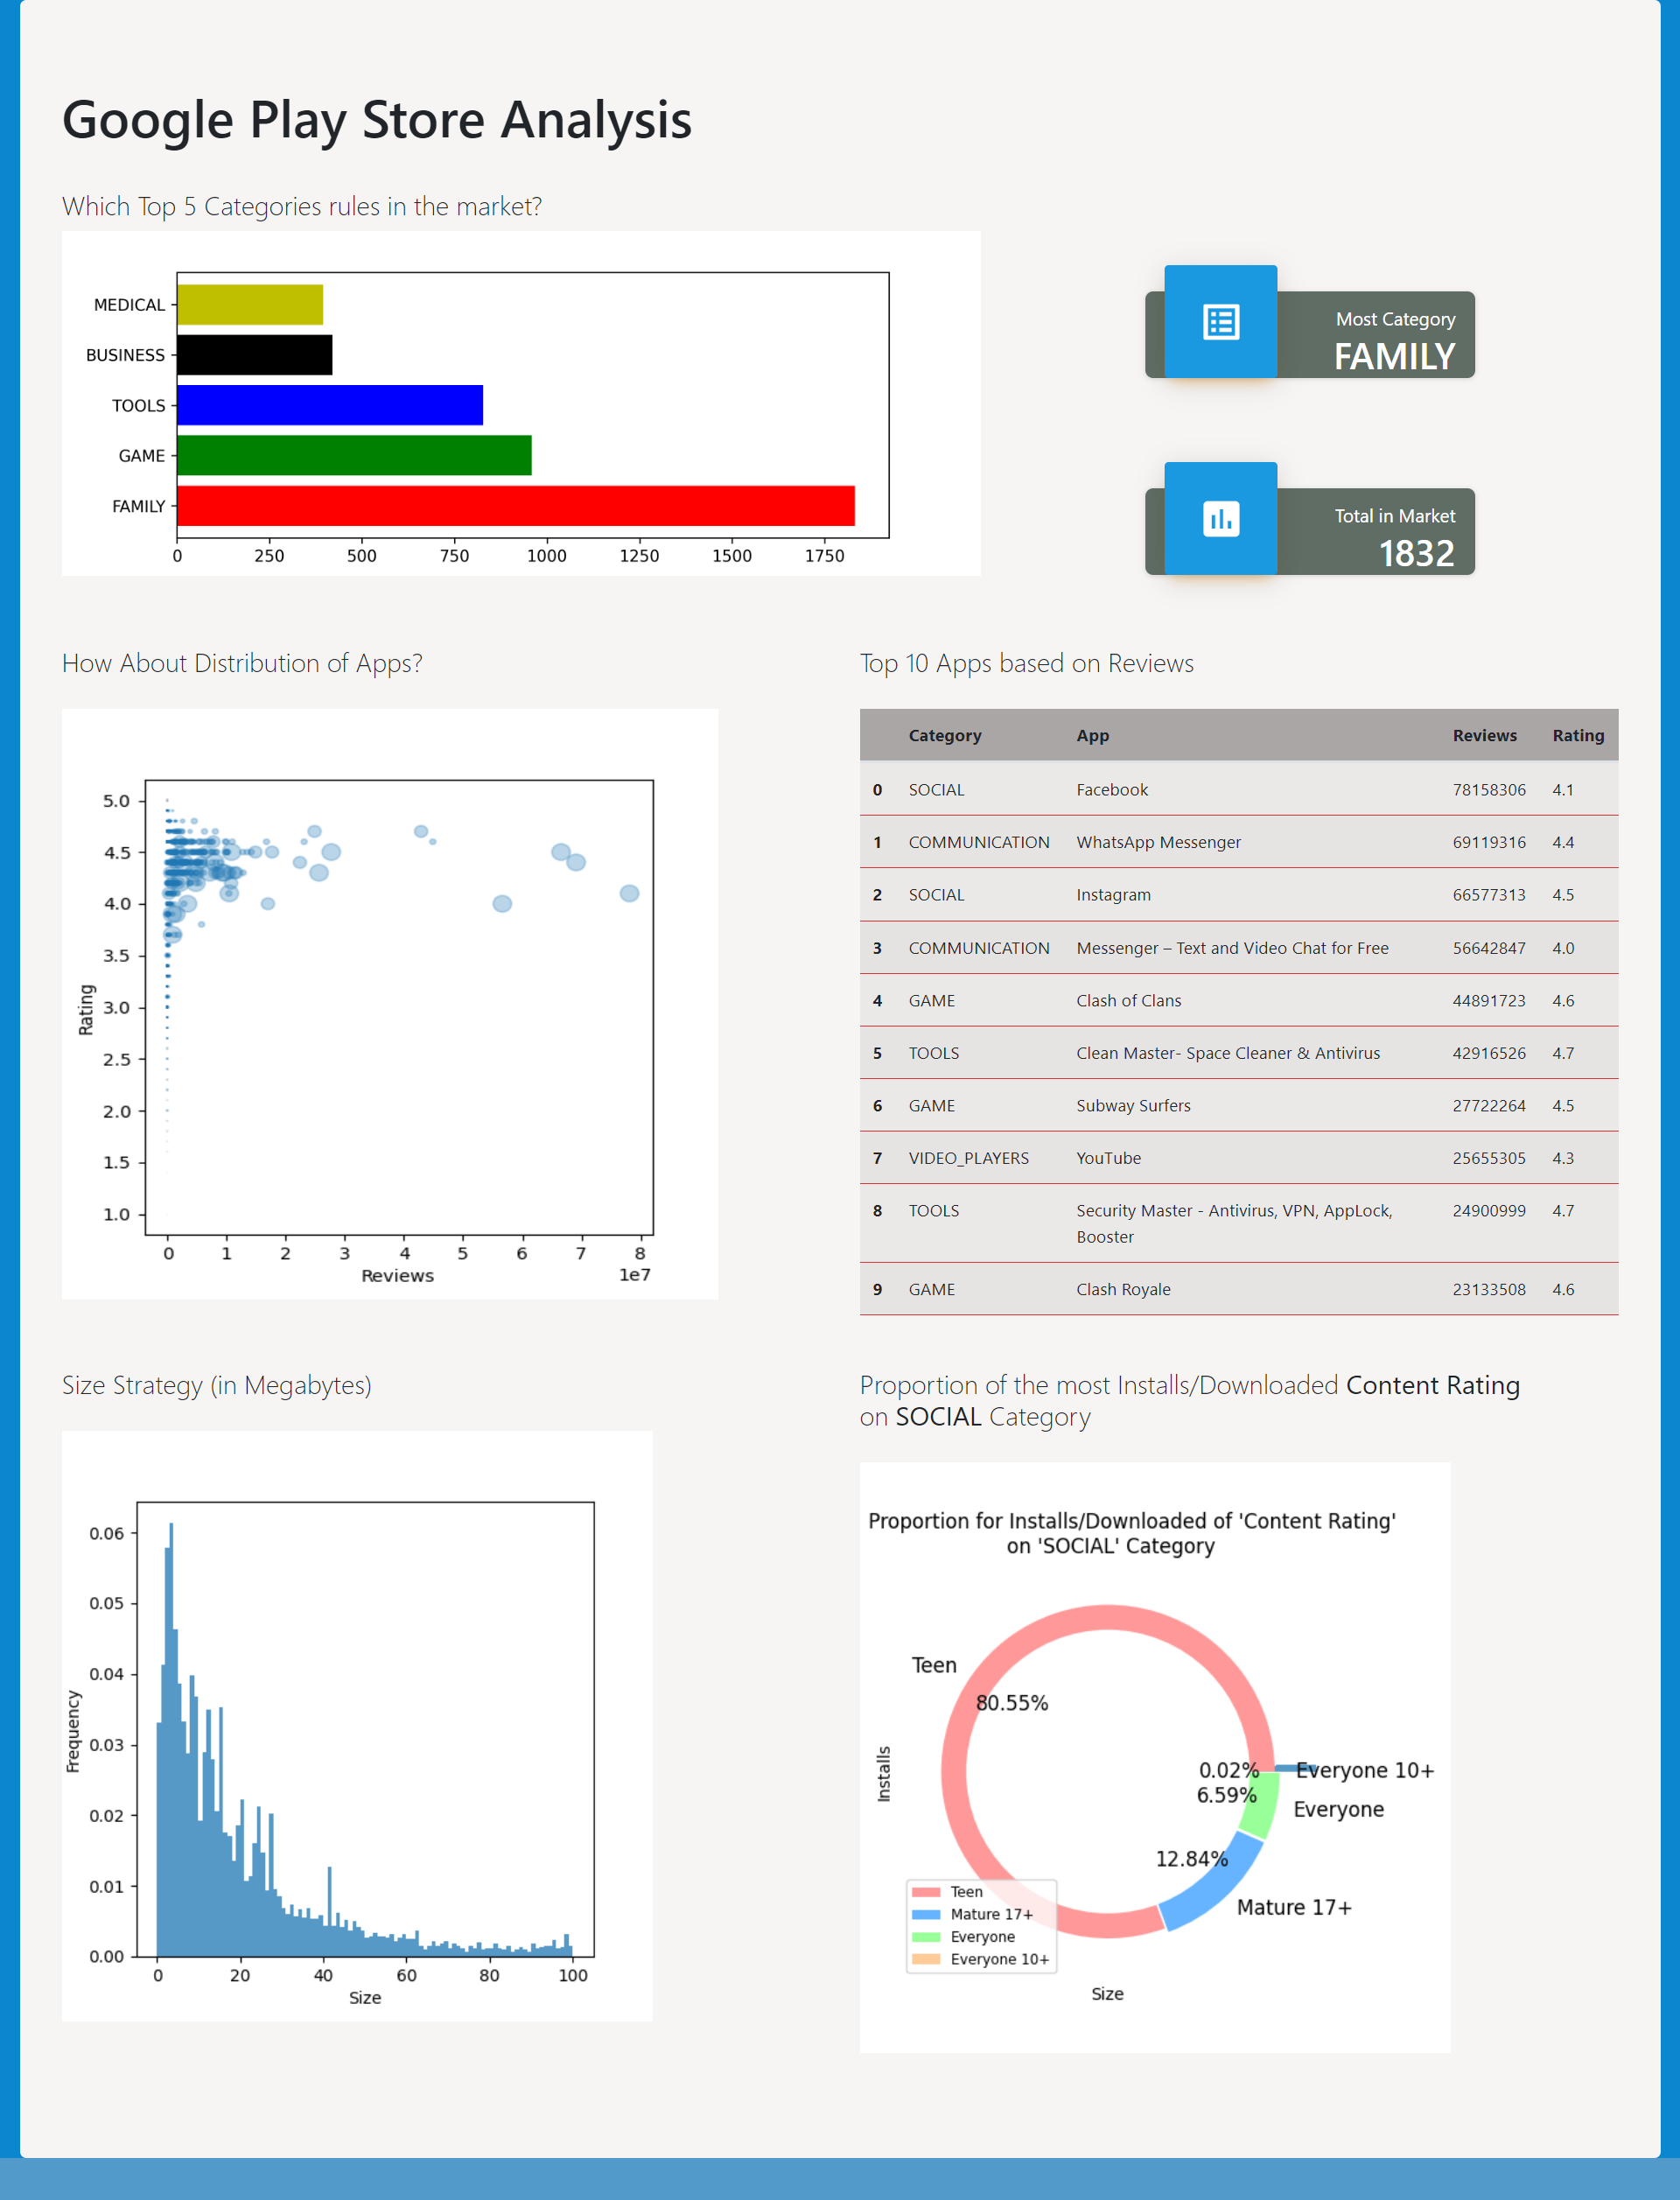 Google Play Store Analysis
Which Top 5 Categories rules in the market?
MEDICAL
BUSINESS
TOOLS
GAME
FAMILY
0 250 500 750 1000 1250 1500 1750
Most Category
FAMILY
Total in Market
1832
How About Distribution of Apps?
5.0
4.5
4.0
3.5
3.0
2.5
2.0
1.5
1.0
Rating
0 1 2 3 4 5 6 7 8
Reviews
1e7
Top 10 Apps based on Reviews
Category App Reviews Rating
0 SOCIAL Facebook 78158306 4.1
1 COMMUNICATION WhatsApp Messenger 69119316 4.4
2 SOCIAL Instagram 66577313 4.5
3 COMMUNICATION Messenger – Text and Video Chat for Free 56642847 4.0
4 GAME Clash of Clans 44891723 4.6
5 TOOLS Clean Master- Space Cleaner & Antivirus 42916526 4.7
6 GAME Subway Surfers 27722264 4.5
7 VIDEO_PLAYERS YouTube 25655305 4.3
8 TOOLS Security Master - Antivirus, VPN, AppLock, 24900999 4.7
Booster
9 GAME Clash Royale 23133508 4.6
Size Strategy (in Megabytes)
0.06
0.05
0.04
0.03
0.02
0.01
0.00
Frequency
0 20 40 60 80 100
Size
Proportion of the most Installs/Downloaded Content Rating
on SOCIAL Category
Proportion for Installs/Downloaded of 'Content Rating'
on 'SOCIAL' Category
Teen
80.55%
Installs
0.02% Everyone 10+
6.59% Everyone
12.84%
Mature 17+
Teen
Mature 17+
Everyone
Everyone 10+
Size